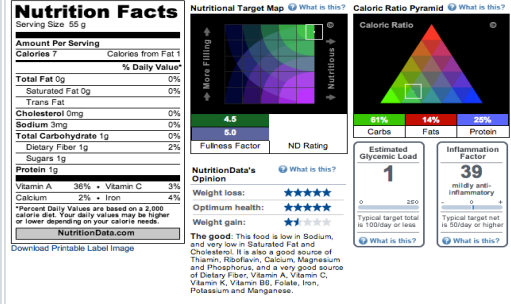 Nutrition Facts
Serving Size 55 g
Amount Per Serving
Calories 7 Calories from Fat 1
% Daily Value*
Total Fat 0g 0%
Saturated Fat 0g 0%
Trans Fat
Cholesterol 0mg 0%
Sodium 3mg 0%
Total Carbohydrate 1g 0%
Dietary Fiber 1g 2%
Sugars 1g
Protein 1g
Vitamin A 36% • Vitamin C 3%
Calcium 2% • Iron 4%
*Percent Daily Values are based on a 2,000
calorie diet. Your daily values may be higher
or lower depending on your calorie needs.
NutritionData.com
Download Printable Label Image
Nutritional Target Map ? What is this?
©
More Filling
Nutritious
4.5
5.0
Fullness Factor ND Rating
NutritionData's
Opinion ? What is this?
Weight loss:
Optimum health:
Weight gain:
The good: This food is low in Sodium,
and very low in Saturated Fat and
Cholesterol. It is also a good source of
Thiamin, Riboflavin, Calcium, Magnesium
and Phosphorus, and a very good source
of Dietary Fiber, Vitamin A, Vitamin C,
Vitamin K, Vitamin B6, Folate, Iron,
Potassium and Manganese.
Caloric Ratio Pyramid ? What is this?
Caloric Ratio ©
61% 14% 25%
Carbs Fats Protein
Estimated
Glycemic Load
1
0 250
Typical target total
is 100/day or less
? What is this?
Inflammation
Factor
39
mildly anti-
inflammatory
- 0 +
Typical target net
is 50/day or higher
? What is this?